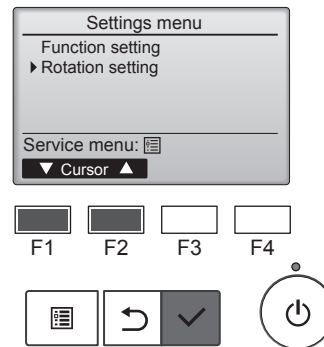 Settings menu
Function setting
Rotation setting
Service menu:
Cursor
F1 F2 F3 F4